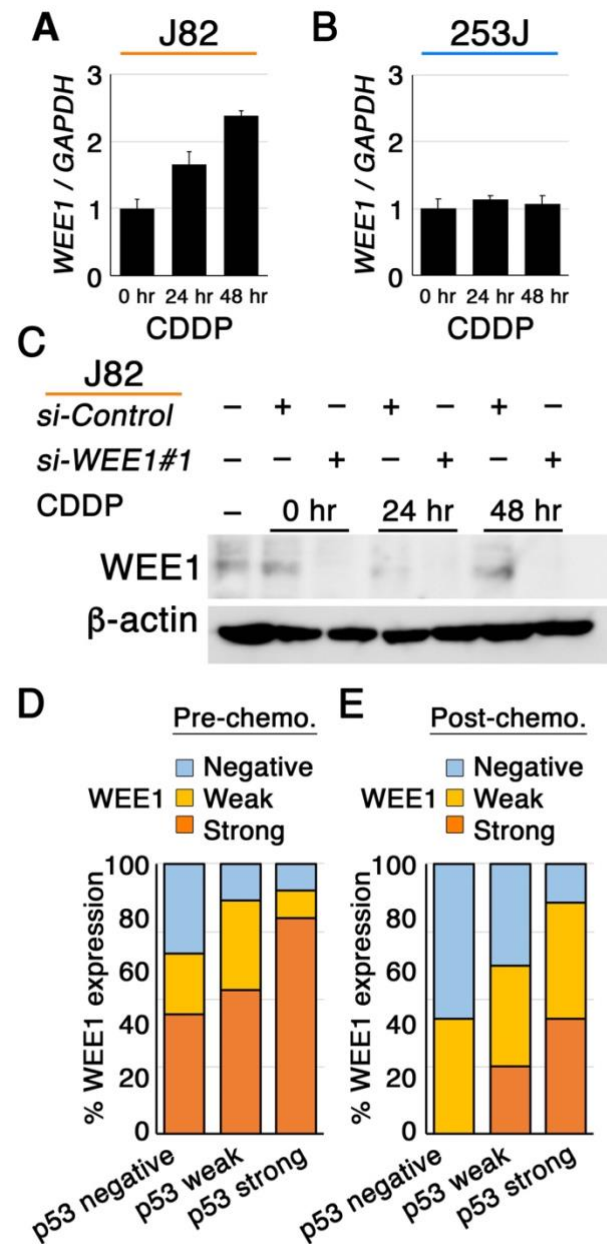 A
J82
WEE1 / GAPDH
3
2
1
0
0 hr 24 hr 48 hr
CDDP
B
253J
WEE1 / GAPDH
3
2
1
0
0 hr 24 hr 48 hr
CDDP
C
J82
si-Control – + – + – + –
si-WEE1#1 – – + – + – +
CDDP – 0 hr 24 hr 48 hr
WEE1
β-actin
D
Pre-chemo.
Negative
WEE1 Weak
Strong
% WEE1 expression
100
80
60
40
20
0
p53 negative
p53 weak
p53 strong
E
Post-chemo.
Negative
WEE1 Weak
Strong
% WEE1 expression
100
80
60
40
20
0
p53 negative
p53 weak
p53 strong